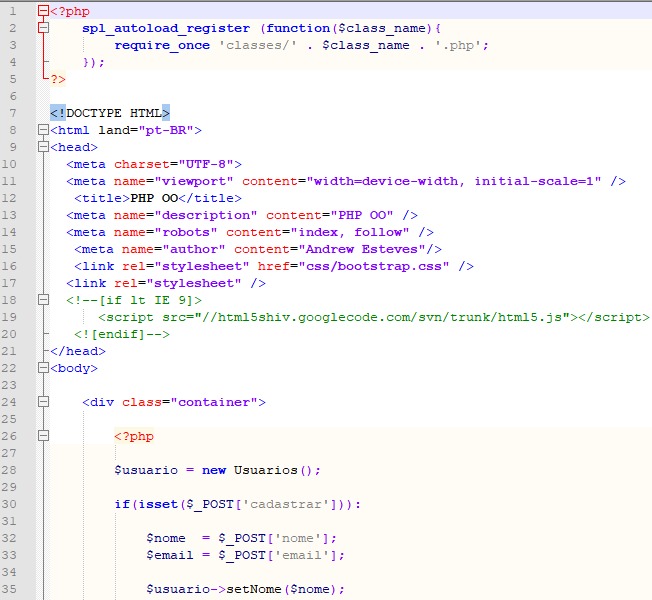 1 <?php
2 spl_autoload_register (function($class_name){
3 require_once 'classes/' . $class_name . '.php';
4 });
5 ?>
6
7 <!DOCTYPE HTML>
8 <html land="pt-BR">
9 <head>
10 <meta charset="UTF-8">
11 <meta name="viewport" content="width=device-width, initial-scale=1" />
12 <title>PHP OO</title>
13 <meta name="description" content="PHP OO" />
14 <meta name="robots" content="index, follow" />
15 <meta name="author" content="Andrew Esteves"/>
16 <link rel="stylesheet" href="css/bootstrap.css" />
17 <link rel="stylesheet" />
18 <!--[if lt IE 9]>
19 <script src="//html5shiv.googlecode.com/svn/trunk/html5.js"></script>
20 <![endif]-->
21 </head>
22 <body>
23
24 <div class="container">
25
26 <?php
27
28 $usuario = new Usuarios();
29
30 if(isset($_POST['cadastrar'])):
31
32 $nome  = $_POST['nome'];
33 $email = $_POST['email'];
34
35 $usuario->setNome($nome);